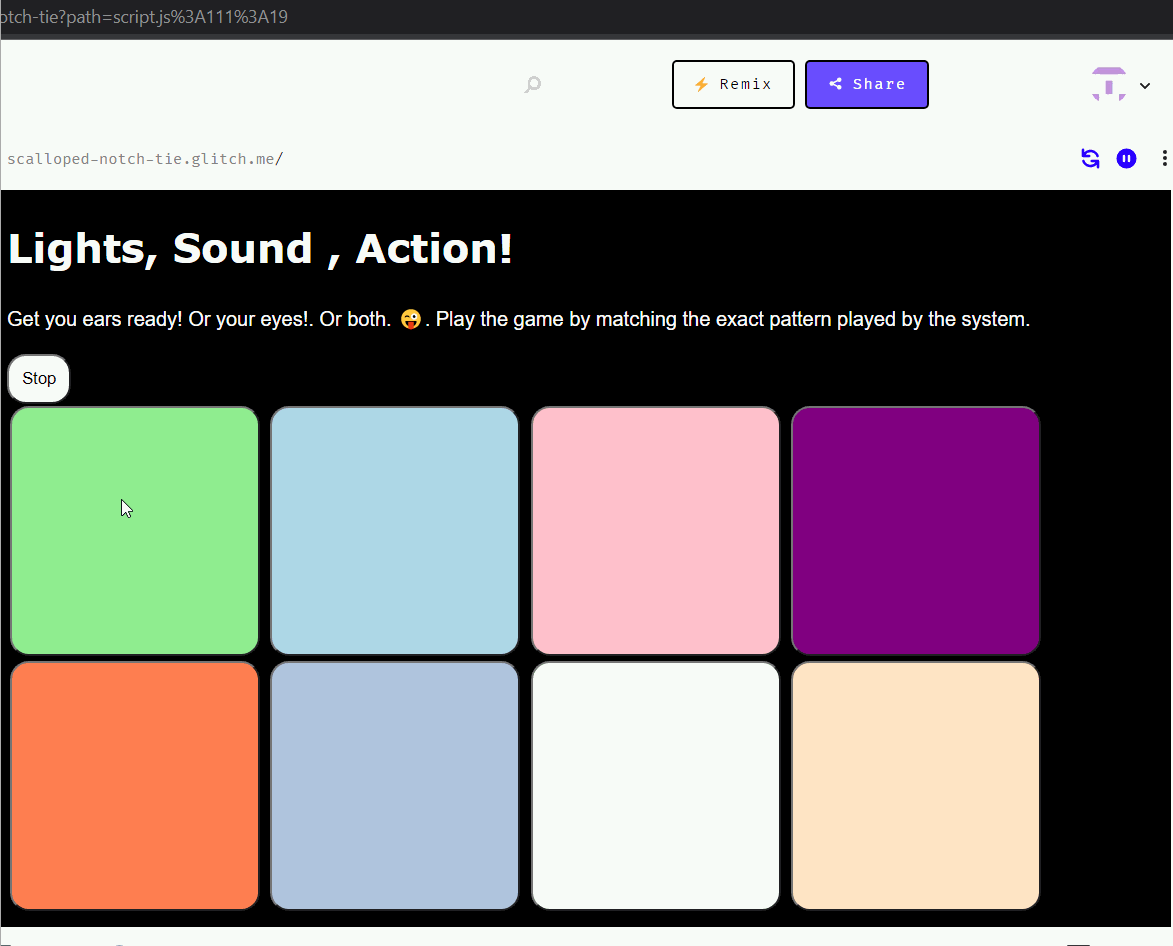 otch-tie?path=script.js%3A111%3A19
⚡ Remix
Share
scalloped-notch-tie.glitch.me/
Lights, Sound , Action!
Get you ears ready! Or your eyes!. Or both. 😜. Play the game by matching the exact pattern played by the system.
Stop